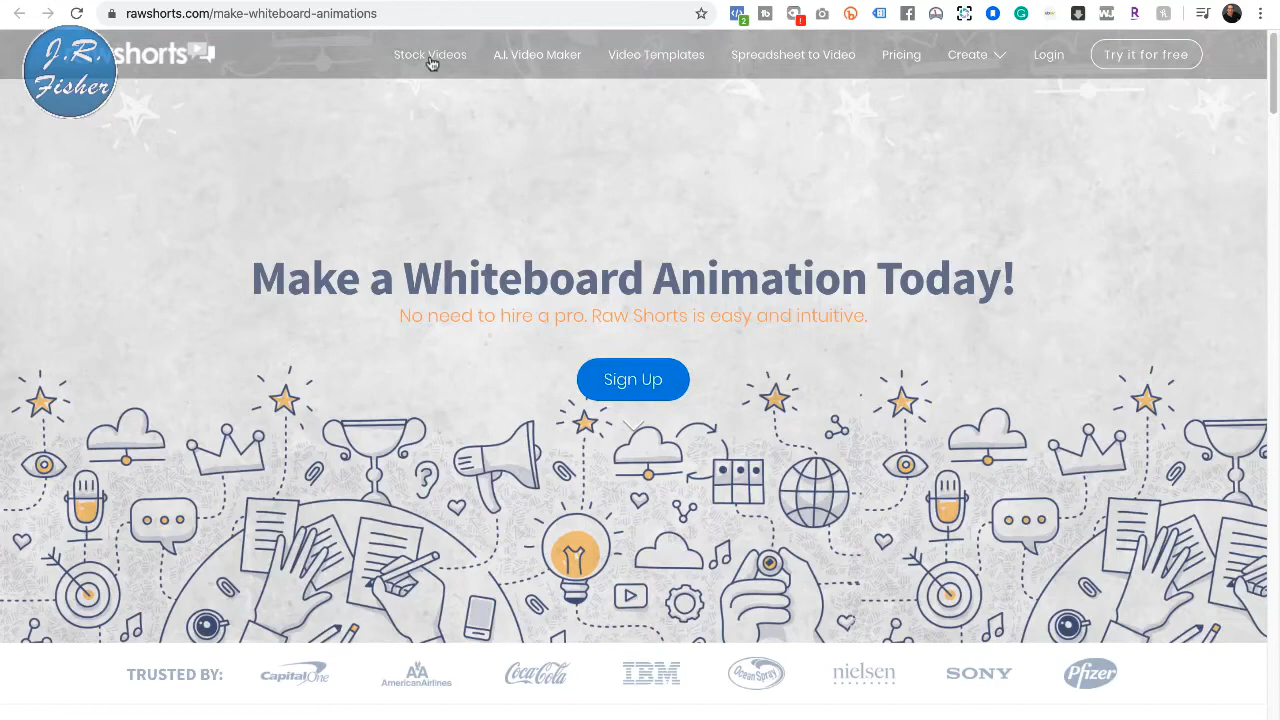 rawshorts.com/make-whiteboard-animations
J.R.
Fisher
shorts
Stock Videos
A.I. Video Maker
Video Templates
Spreadsheet to Video
Pricing
Create
Login
Try it for free
Make a Whiteboard Animation Today!
No need to hire a pro. Raw Shorts is easy and intuitive.
Sign Up
TRUSTED BY:
Capital One
AmericanAirlines
Coca-Cola
IBM
Ocean Spray
nielsen
SONY
Pfizer